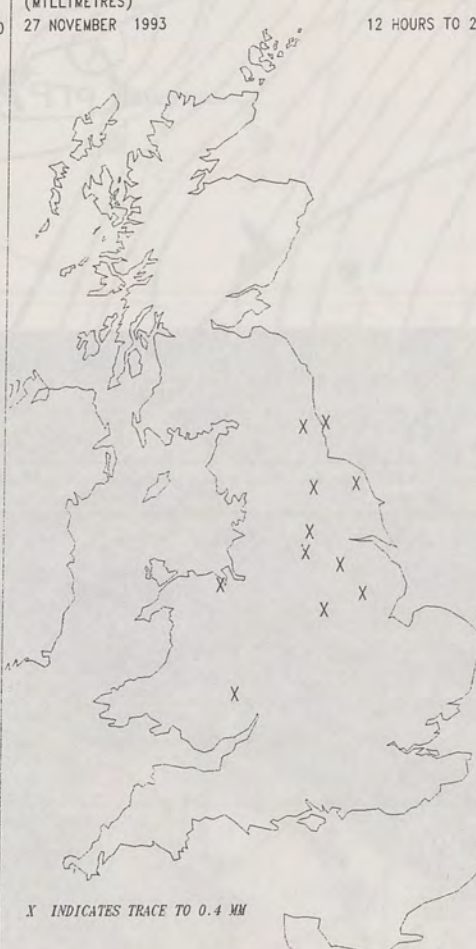 (MILLIMETRES)
27 NOVEMBER 1993 12 HOURS TO 2
X
X
X
X
X
X
X
X
X
X
X
X INDICATES TRACE TO 0.4 MM